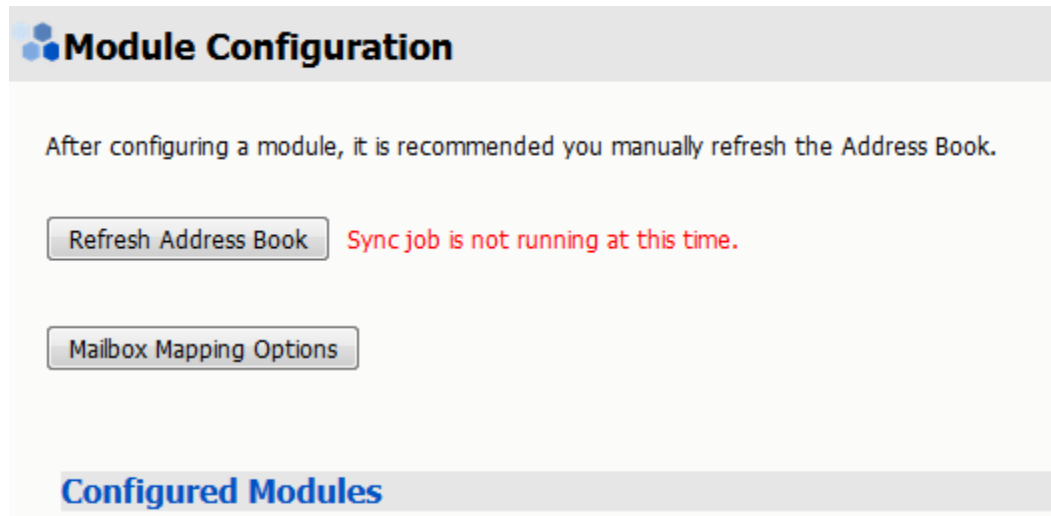 Module Configuration
After configuring a module, it is recommended you manually refresh the Address Book.
Refresh Address Book Sync job is not running at this time.
Mailbox Mapping Options
Configured Modules